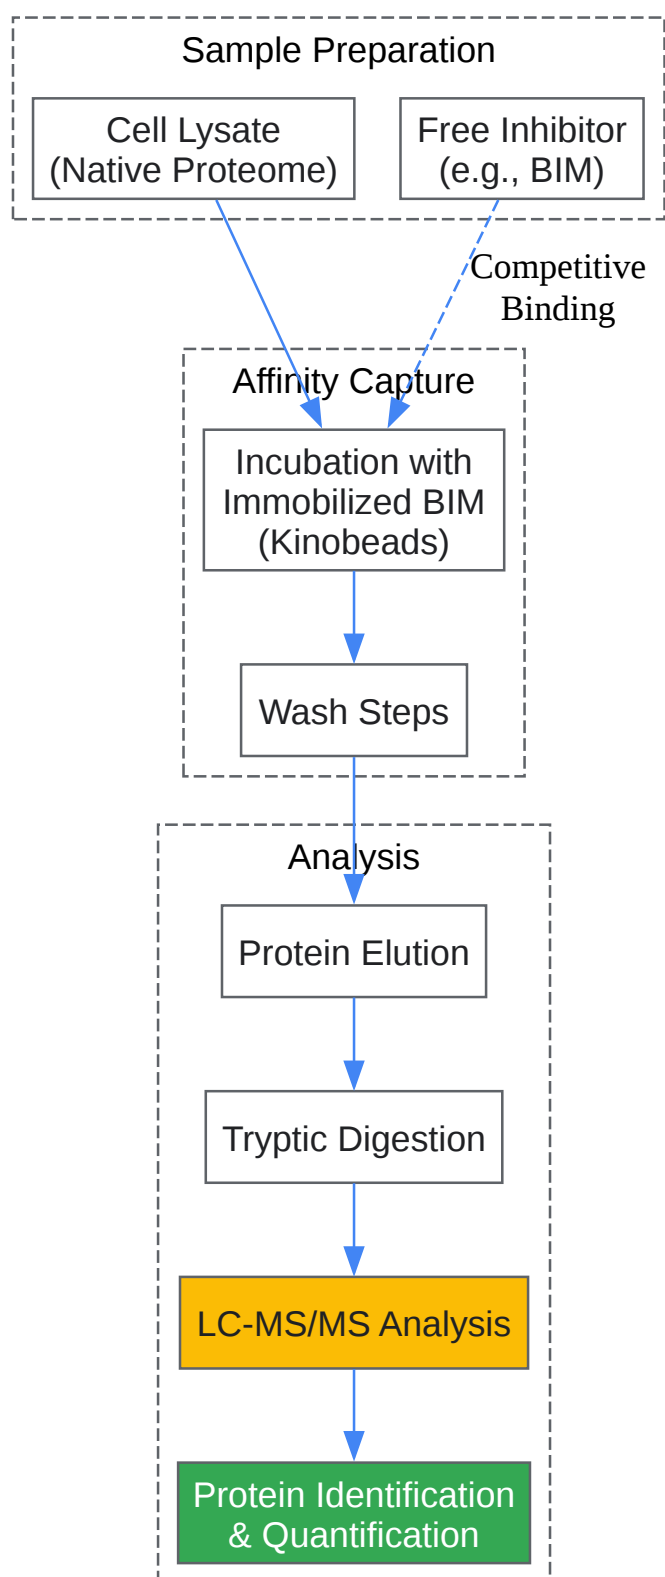 Sample Preparation
Cell Lysate
(Native Proteome)
Free Inhibitor
(e.g., BIM)
Competitive
Binding
Affinity Capture
Incubation with
Immobilized BIM
(Kinobeads)
Wash Steps
Analysis
Protein Elution
Tryptic Digestion
LC-MS/MS Analysis
Protein Identification
& Quantification